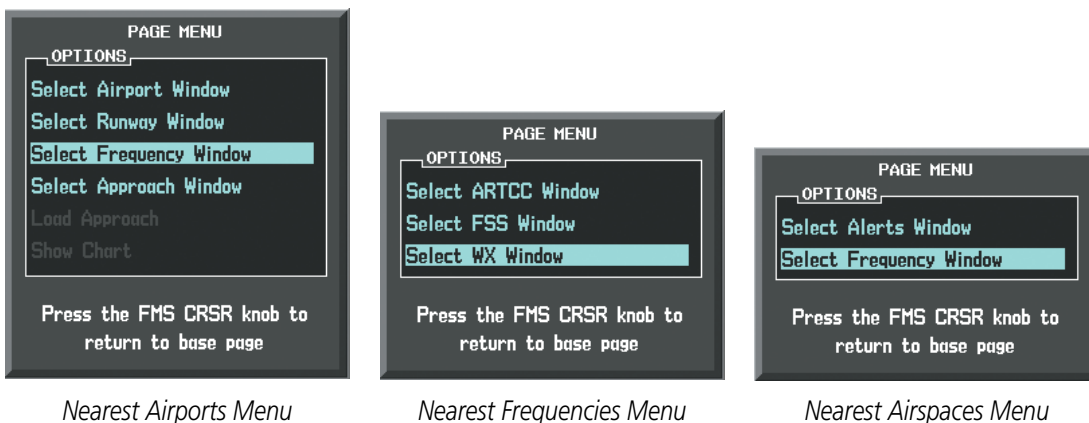 PAGE MENU
OPTIONS
Select Airport Window
Select Runway Window
Select Frequency Window
Select Approach Window
Load Approach
Show Chart
Press the FMS CRSR knob to
return to base page
Nearest Airports Menu
PAGE MENU
OPTIONS
Select ARTCC Window
Select FSS Window
Select WX Window
Press the FMS CRSR knob to
return to base page
Nearest Frequencies Menu
PAGE MENU
OPTIONS
Select Alerts Window
Select Frequency Window
Press the FMS CRSR knob to
return to base page
Nearest Airspaces Menu